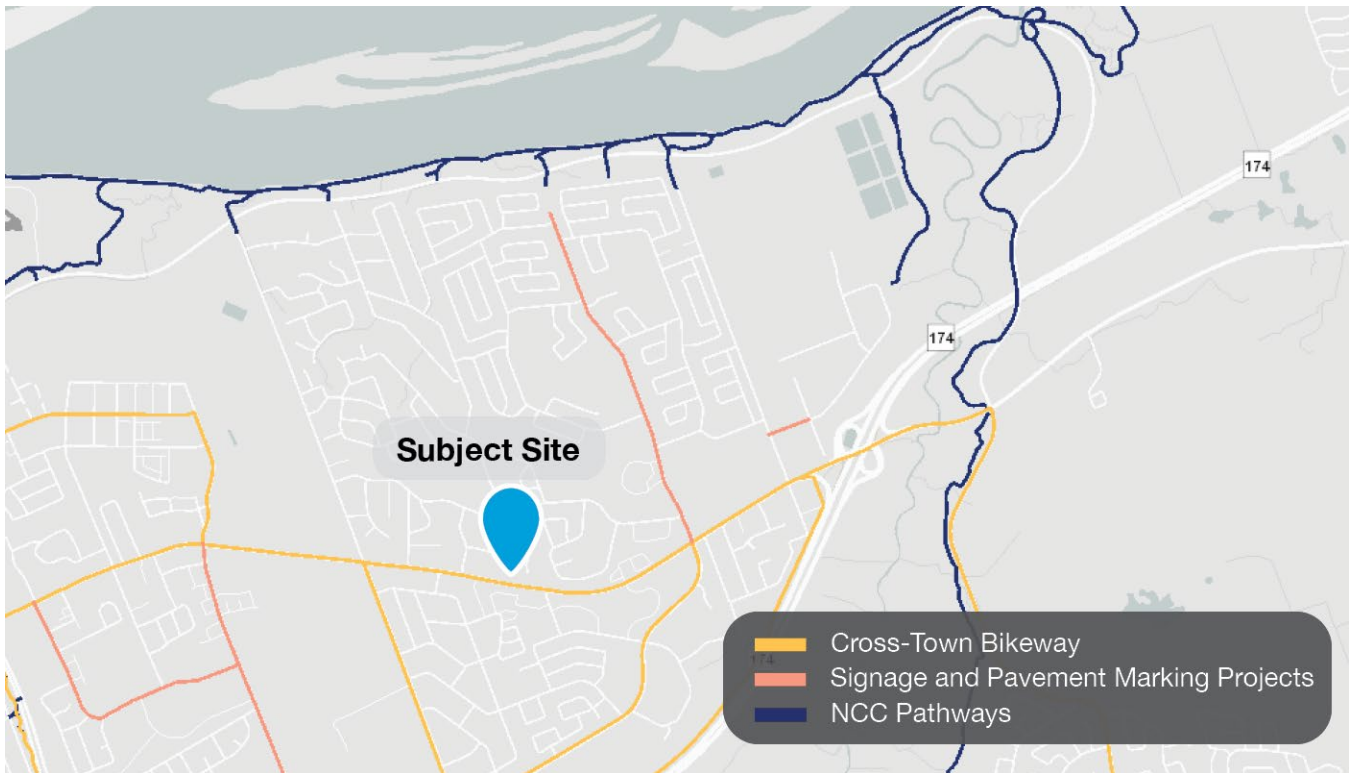 174
174
Subject Site
Cross-Town Bikeway
174
Signage and Pavement Marking Projects
NCC Pathways